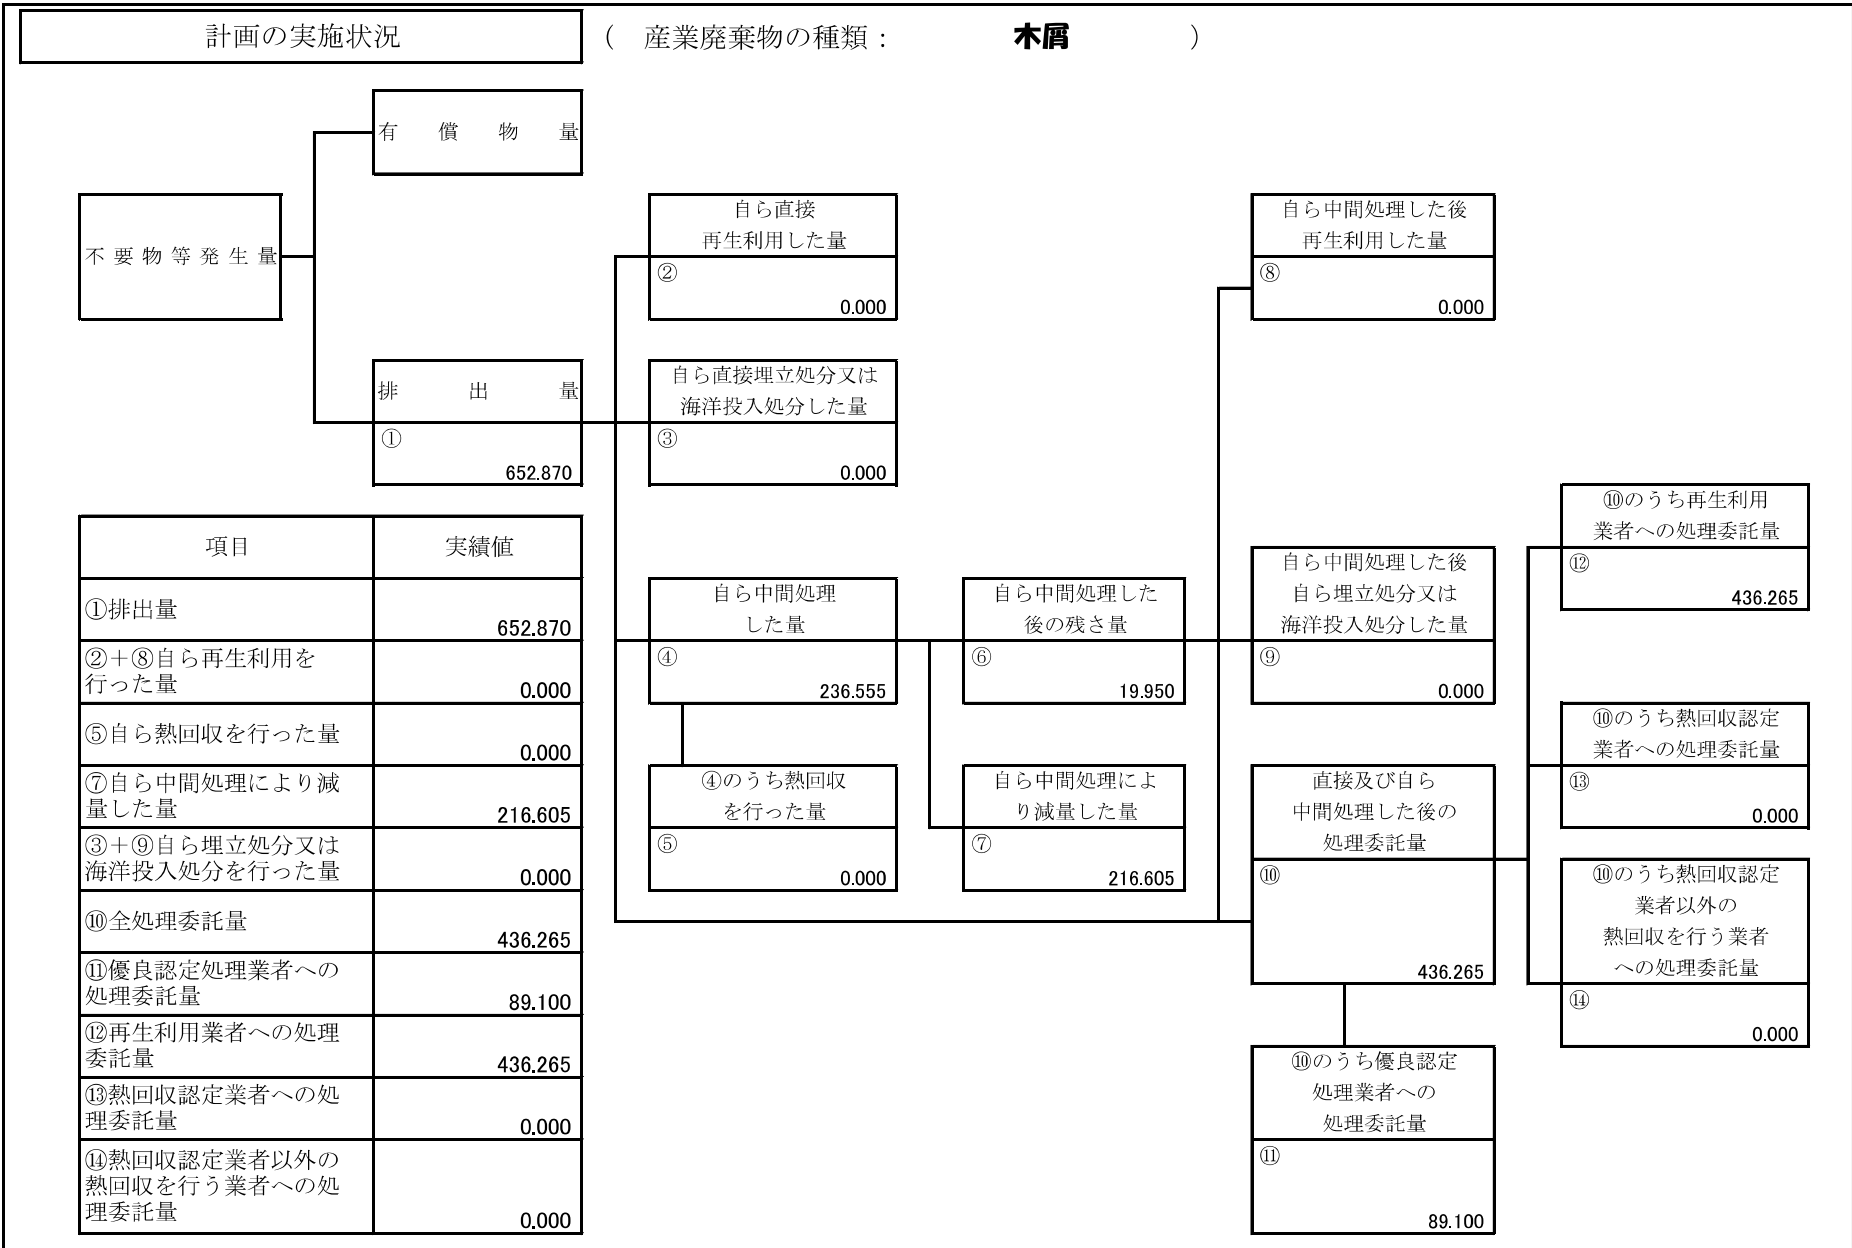 計画の実施状況
( 産業廃棄物の種類: 木屑 )
有償物量
不要物等発生量
自ら直接
再生利用した量
②
0.000
自ら中間処理した後
再生利用した量
⑧
0.000
排出量
①
652.870
自ら直接埋立処分又は
海洋投入処分した量
③
0.000
項目 実績値
①排出量
652.870
②+⑧自ら再生利用を
行った量
0.000
⑤自ら熱回収を行った量
0.000
⑦自ら中間処理により減
量した量
216.605
③+⑨自ら埋立処分又は
海洋投入処分を行った量
0.000
⑩全処理委託量
436.265
⑪優良認定処理業者への
処理委託量
89.100
⑫再生利用業者への処理
委託量
436.265
⑬熱回収認定業者への処
理委託量
0.000
⑭熱回収認定業者以外の
熱回収を行う業者への処
理委託量
0.000
自ら中間処理
した量
④
236.555
④のうち熱回収
を行った量
⑤
0.000
自ら中間処理した
後の残さ量
⑥
19.950
自ら中間処理によ
り減量した量
⑦
216.605
自ら中間処理した後
自ら埋立処分又は
海洋投入処分した量
⑨
0.000
直接及び自ら
中間処理した後の
処理委託量
⑩
436.265
⑩のうち優良認定
処理業者への
処理委託量
⑪
89.100
⑩のうち再生利用
業者への処理委託量
⑫
436.265
⑩のうち熱回収認定
業者への処理委託量
⑬
0.000
⑩のうち熱回収認定
業者以外の
熱回収を行う業者
への処理委託量
⑭
0.000